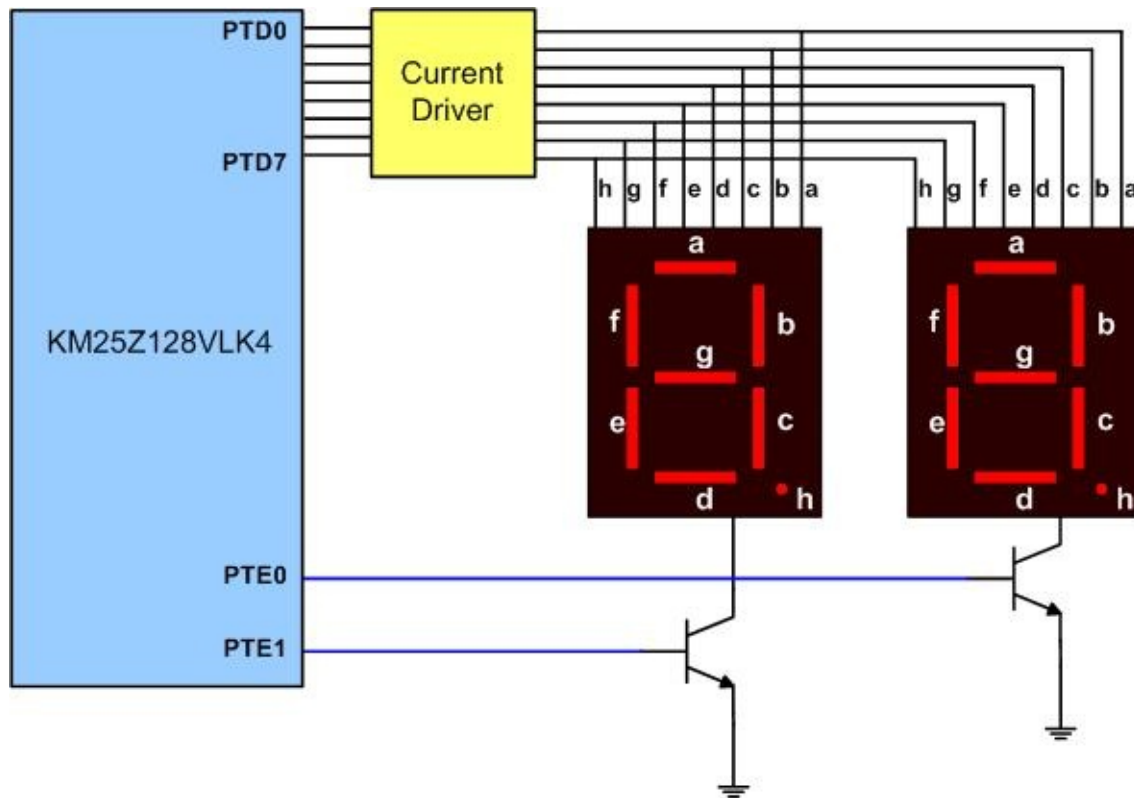 PTD0
Current
Driver
PTD7
h g f e d c b a
h g f e d c b a
a
f
b
g
e
c
d
h
a
f
b
g
e
c
d
h
KM25Z128VLK4
PTE0
PTE1